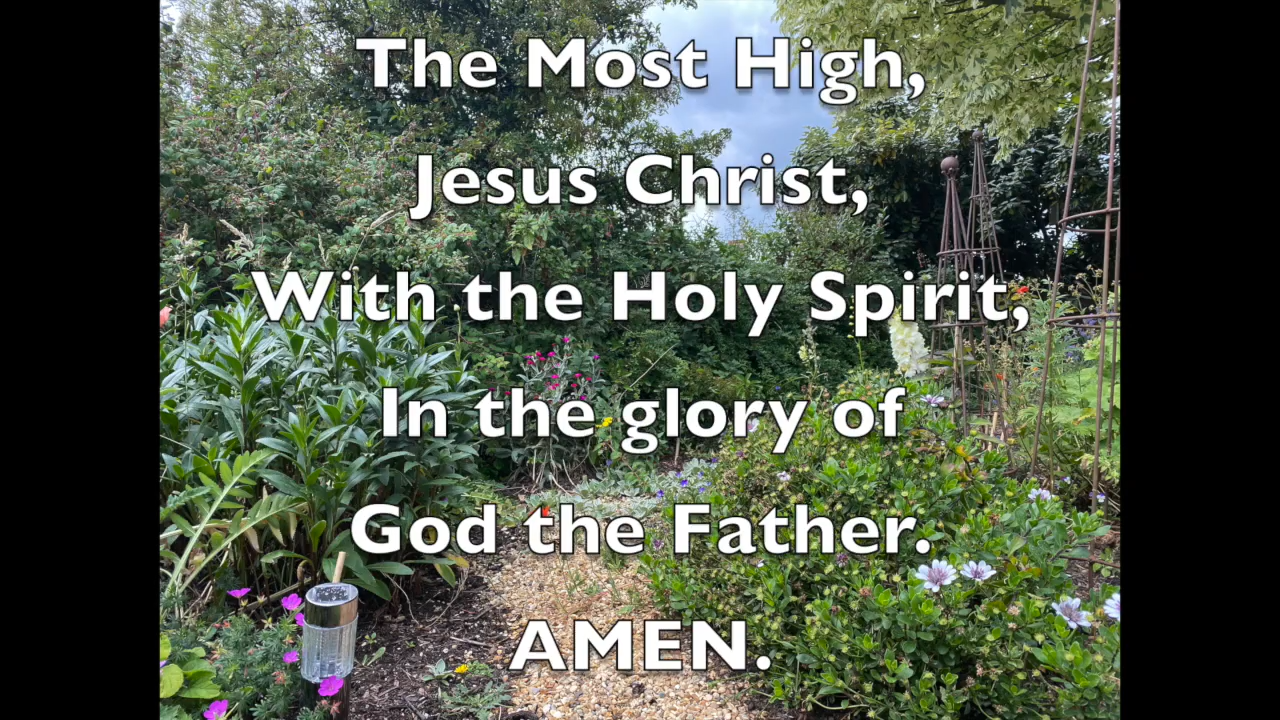 The Most High,
Jesus Christ,
With the Holy Spirit,
In the glory of
God the Father.
AMEN.